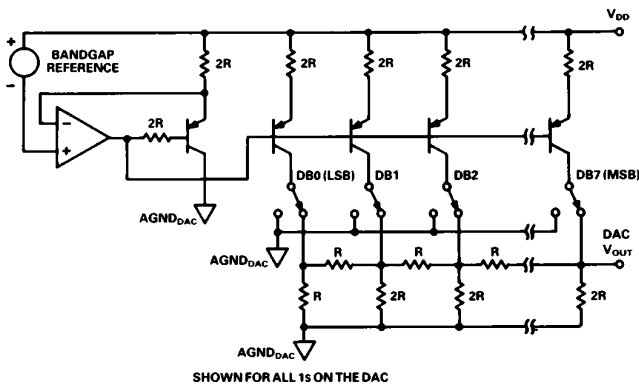 V_DD
+
BANDGAP
REFERENCE
-
2R
2R
2R
2R
2R
-
+
2R
DB0 (LSB)
DB1
DB2
DB7 (MSB)
AGND_DAC
AGND_DAC
DAC
V_OUT
R
R
R
R
2R
2R
2R
AGND_DAC
SHOWN FOR ALL 1s ON THE DAC